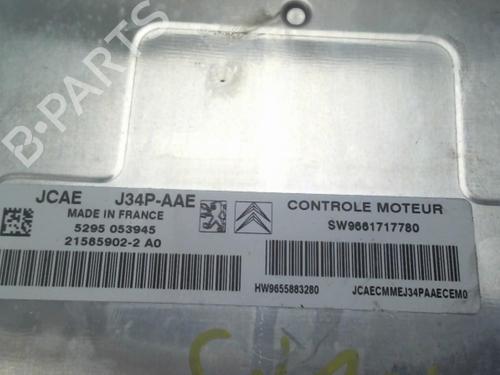 B-PARTS
JCAE J34P-AAE
MADE IN FRANCE
5295 053945
21585902-2 A0
CONTROLE MOTEUR
SW9661717780
HW9655883280
JCAECMMEJ34PAAECEM0